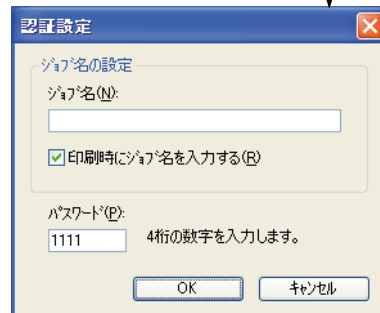 認証設定
ｼﾞｮﾌﾞ名の設定
ｼﾞｮﾌﾞ名(N):
印刷時にｼﾞｮﾌﾞ名を入力する(R)
ﾊﾟｽﾜｰﾄﾞ(P):
1111 4桁の数字を入力します。
OK ｷｬﾝｾﾙ